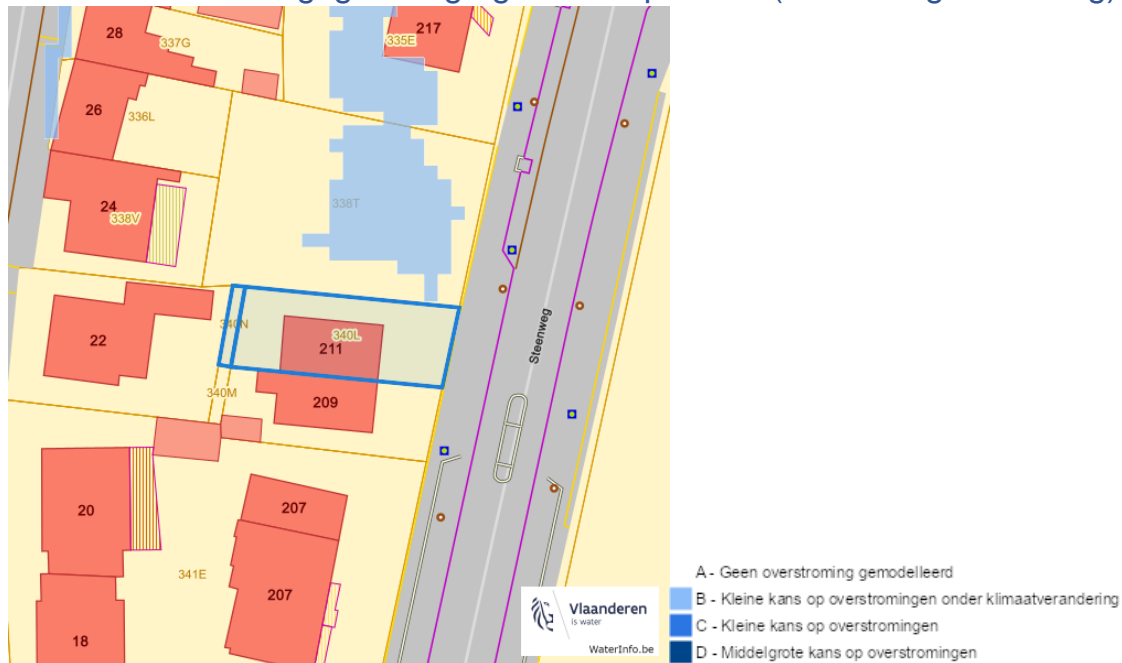 28
337G
335E
217
26
336L
24
338V
338T
22
340N
340L
211
Steenweg
340M
209
20
207
341E
207
18
Vlaanderen
is water
WaterInfo.be
A - Geen overstroming gemodelleerd
B - Kleine kans op overstromingen onder klimaatverandering
C - Kleine kans op overstromingen
D - Middelgrote kans op overstromingen